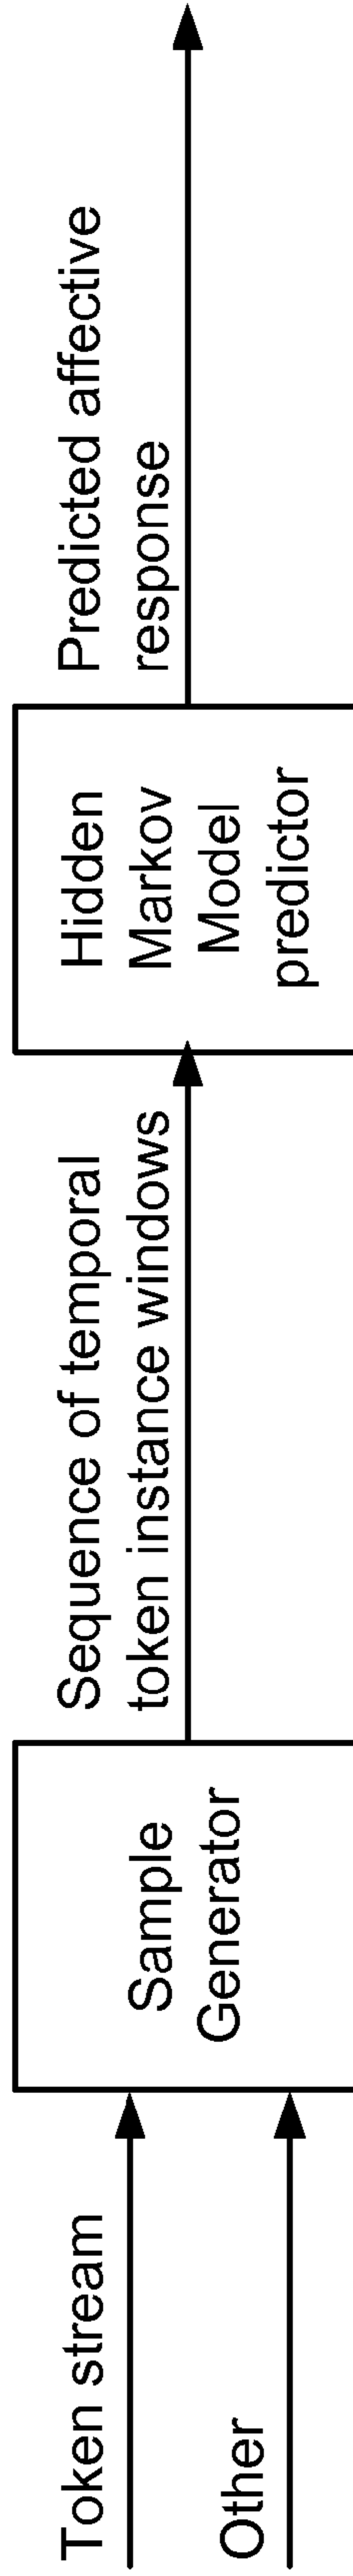 Token stream
Other
Sample
Generator
Sequence of temporal
token instance windows
Hidden
Markov
Model
predictor
Predicted affective
response